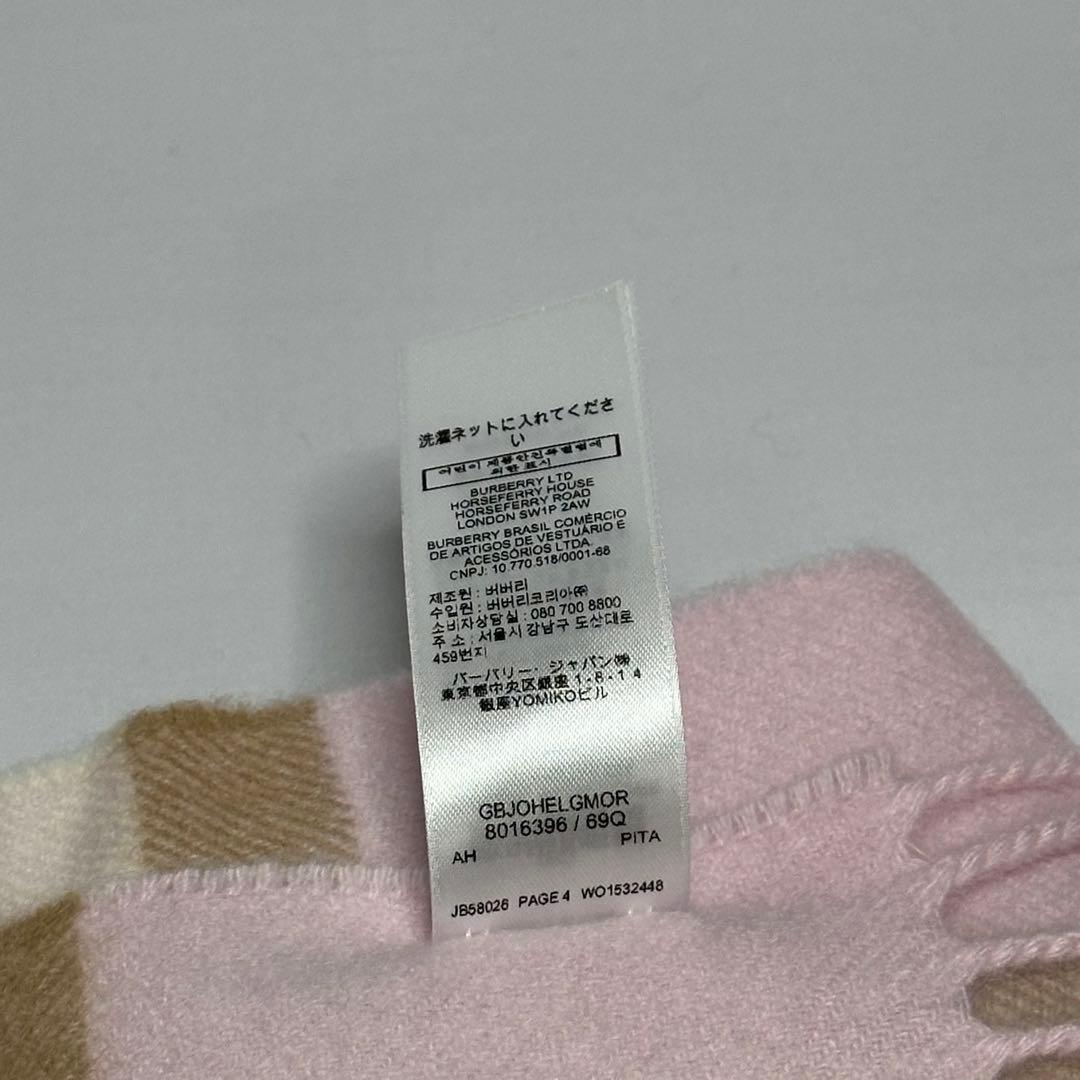 洗濯ネットに入れてくださ
い
어린이 제품안전특별법에
의한 표시
BURBERRY LTD
HORSEFERRY HOUSE
HORSEFERRY ROAD
LONDON SW1P 2AW
BURBERRY BRASIL COMÉRCIO
DE ARTIGOS DE VESTUÁRIO E
ACESSÓRIOS LTDA.
CNPJ: 10.770.518/0001-68
제조원 : 버버리
수입원 : 버버리코리아㈜
소비자상담실 : 080 700 8800
주 소 : 서울시 강남구 도산대로
459번지
バーバリー・ジャパン㈱
東京都中央区銀座1-8-14
銀座YOMIKOビル
GBJOHELGMOR
8016396 / 69Q
AH PITA
JB58026 PAGE 4 WO1532448